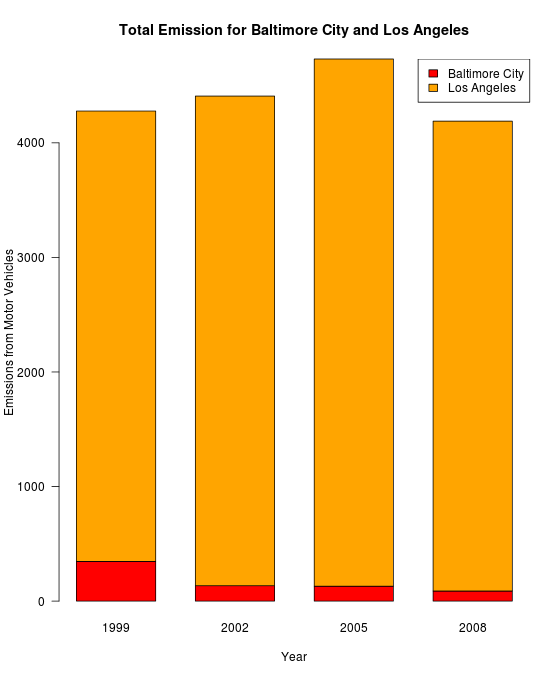 Total Emission for Baltimore City and Los Angeles
Baltimore City
Los Angeles
Emissions from Motor Vehicles
4000
3000
2000
1000
0
1999 2002 2005 2008
Year